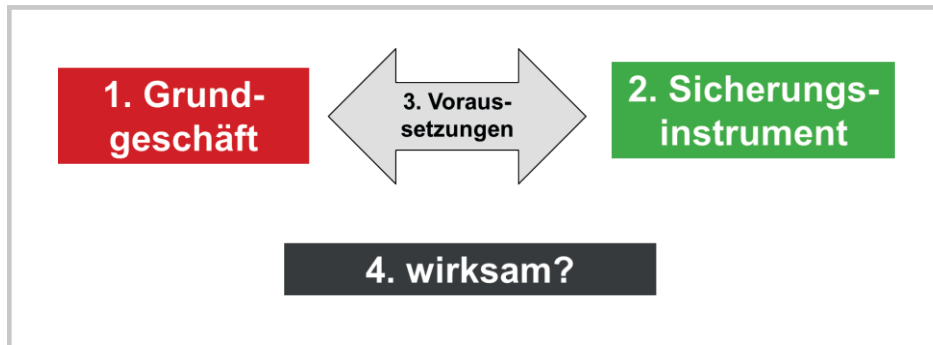 1. Grund-
geschäft
3. Voraus-
setzungen
2. Sicherungs-
instrument
4. wirksam?